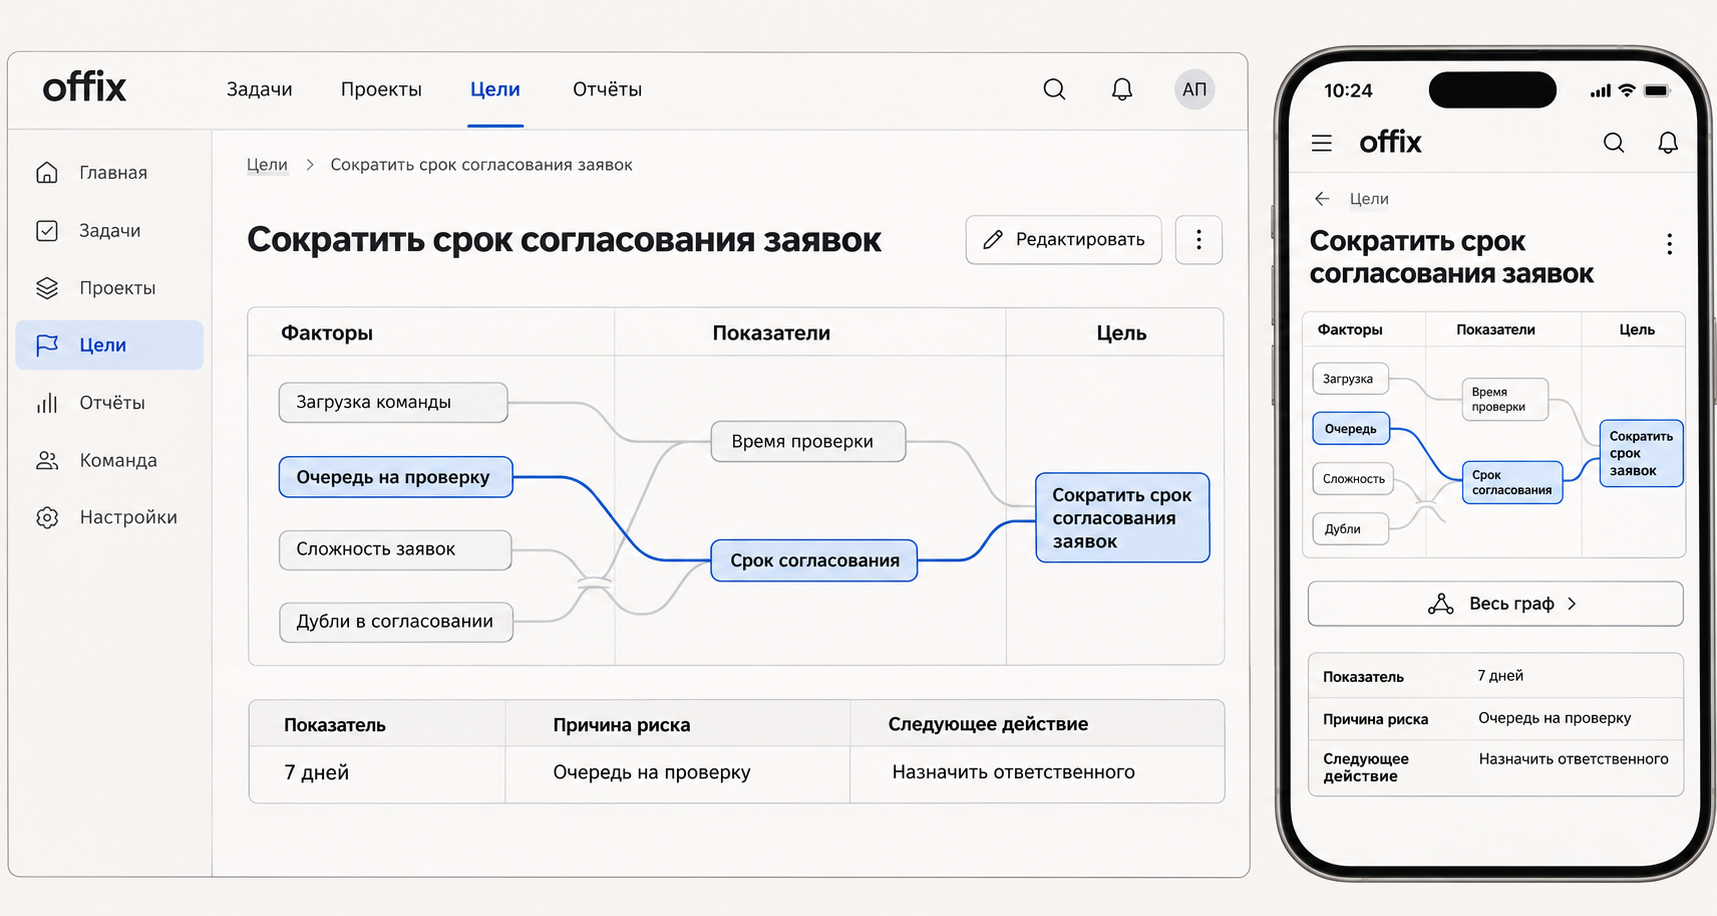 offix
Задачи
Проекты
Цели
Отчёты
АП
Главная
Задачи
Проекты
Цели
Отчёты
Команда
Настройки
Цели
Сократить срок согласования заявок
Сократить срок согласования заявок
Редактировать
Факторы
Показатели
Цель
Загрузка команды
Очередь на проверку
Сложность заявок
Дубли в согласовании
Время проверки
Срок согласования
Сократить срок
согласования
заявок
Показатель
Причина риска
Следующее действие
7 дней
Очередь на проверку
Назначить ответственного
10:24
offix
Цели
Сократить срок
согласования заявок
Факторы
Показатели
Цель
Загрузка
Очередь
Сложность
Дубли
Время
проверки
Срок
согласования
Сократить
срок
заявок
Весь граф
Показатель
7 дней
Причина риска
Очередь на проверку
Следующее
действие
Назначить ответственного